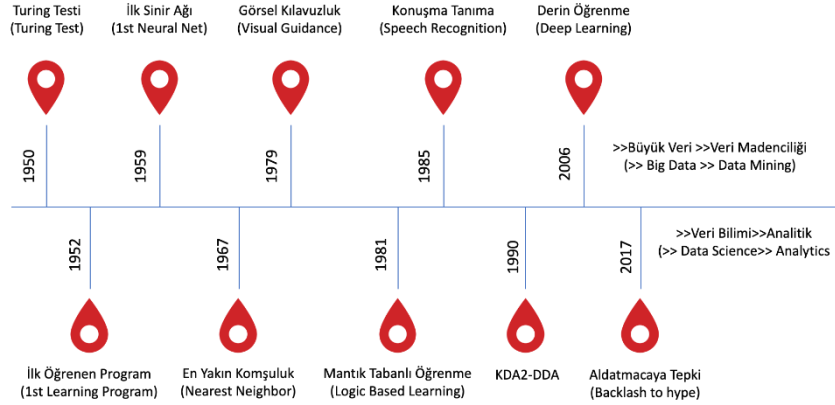 Turing Testi
(Turing Test)
İlk Sinir Ağı
(1st Neural Net)
Görsel Kılavuzluk
(Visual Guidance)
Konuşma Tanıma
(Speech Recognition)
Derin Öğrenme
(Deep Learning)
1950
1959
1979
1985
2006
>>Büyük Veri >>Veri Madenciliği
(>> Big Data >> Data Mining)
1952
1967
1981
1990
2017
>>Veri Bilimi>>Analitik
(>> Data Science>> Analytics
İlk Öğrenen Program
(1st Learning Program)
En Yakın Komşuluk
(Nearest Neighbor)
Mantık Tabanlı Öğrenme
(Logic Based Learning)
KDA2-DDA
Aldatmacaya Tepki
(Backlash to hype)